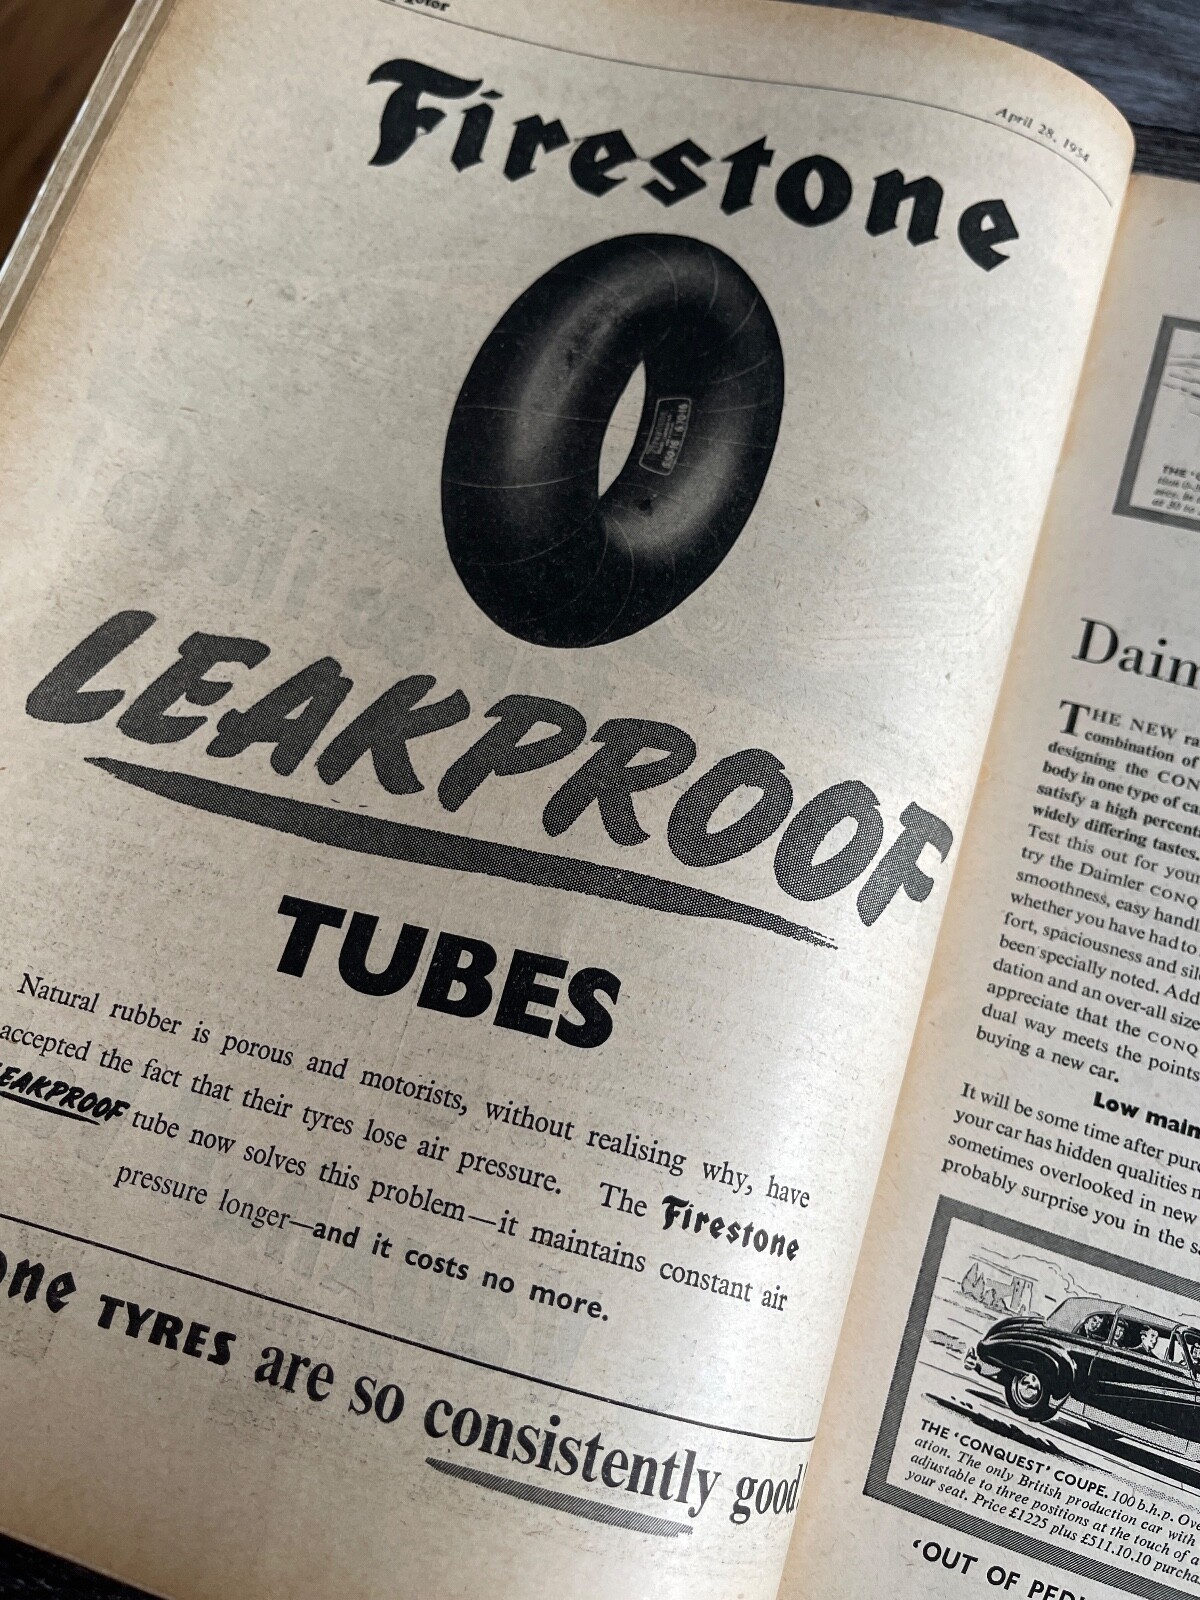 Motor
April 28, 1954
Firestone
LEAKPROOF
TUBES
Natural rubber is porous and motorists, without realising why, have
accepted the fact that their tyres lose air pressure. The Firestone
LEAKPROOF tube now solves this problem—it maintains constant air
pressure longer—and it costs no more.
TYRES are so consistently good
THE
Daim
THE NEW
combination of
designing the CON
body in one type of ca
satisfy a high percent
widely differing tastes.
Test this out for your
try the Daimler CONQ
smoothness, easy handl
whether you have had to
fort, spaciousness and sil
been specially noted. Add
dation and an over-all size
appreciate that the CONQ
dual way meets the points
buying a new car.
Low main
It will be some time after pur
your car has hidden qualities
sometimes overlooked in new
probably surprise you in the
THE 'CONQUEST' COUPE. 100 b.h.p. Ove
ation. The only British production car with
adjustable to three positions at the touch of a
your seat. Price £1225 plus £511.10.10 purcha
'OUT OF PED